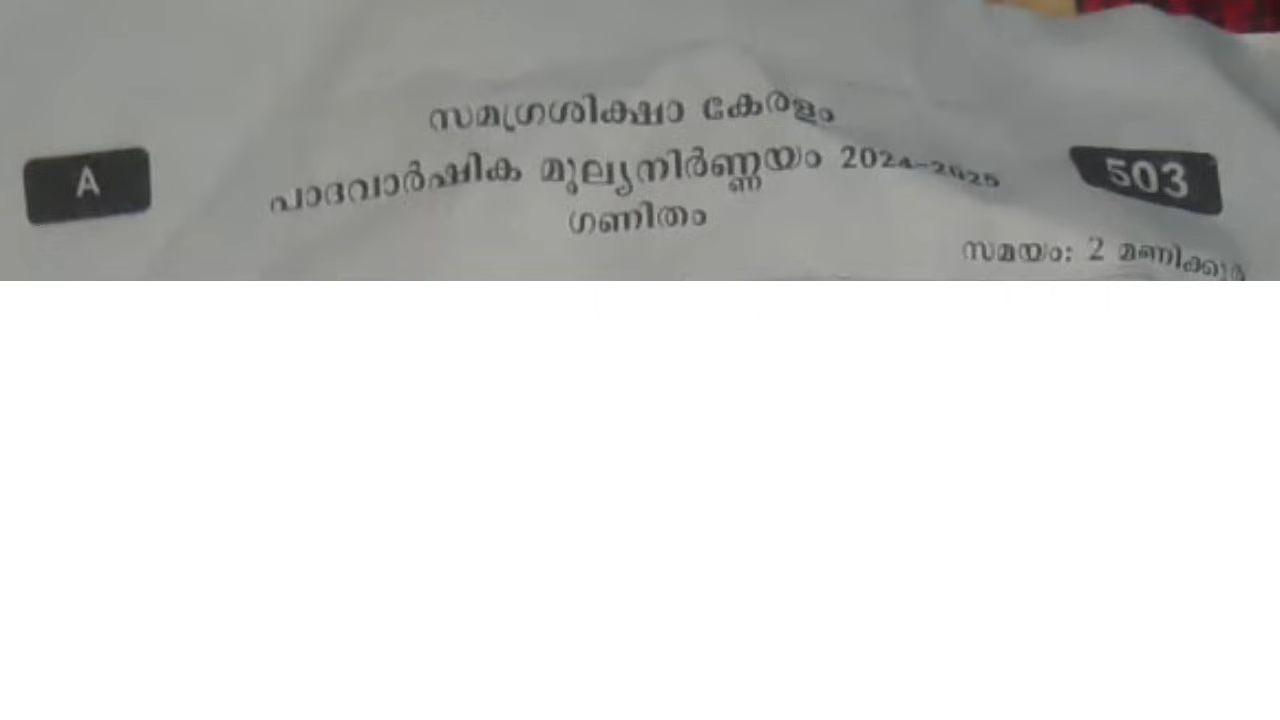 സമഗ്രശിക്ഷാ കേരളം
A
പാദവാർഷിക മൂല്യനിർണ്ണയം 2024-2025
503
ഗണിതം
സമയം: 2 മണിക്കൂർ